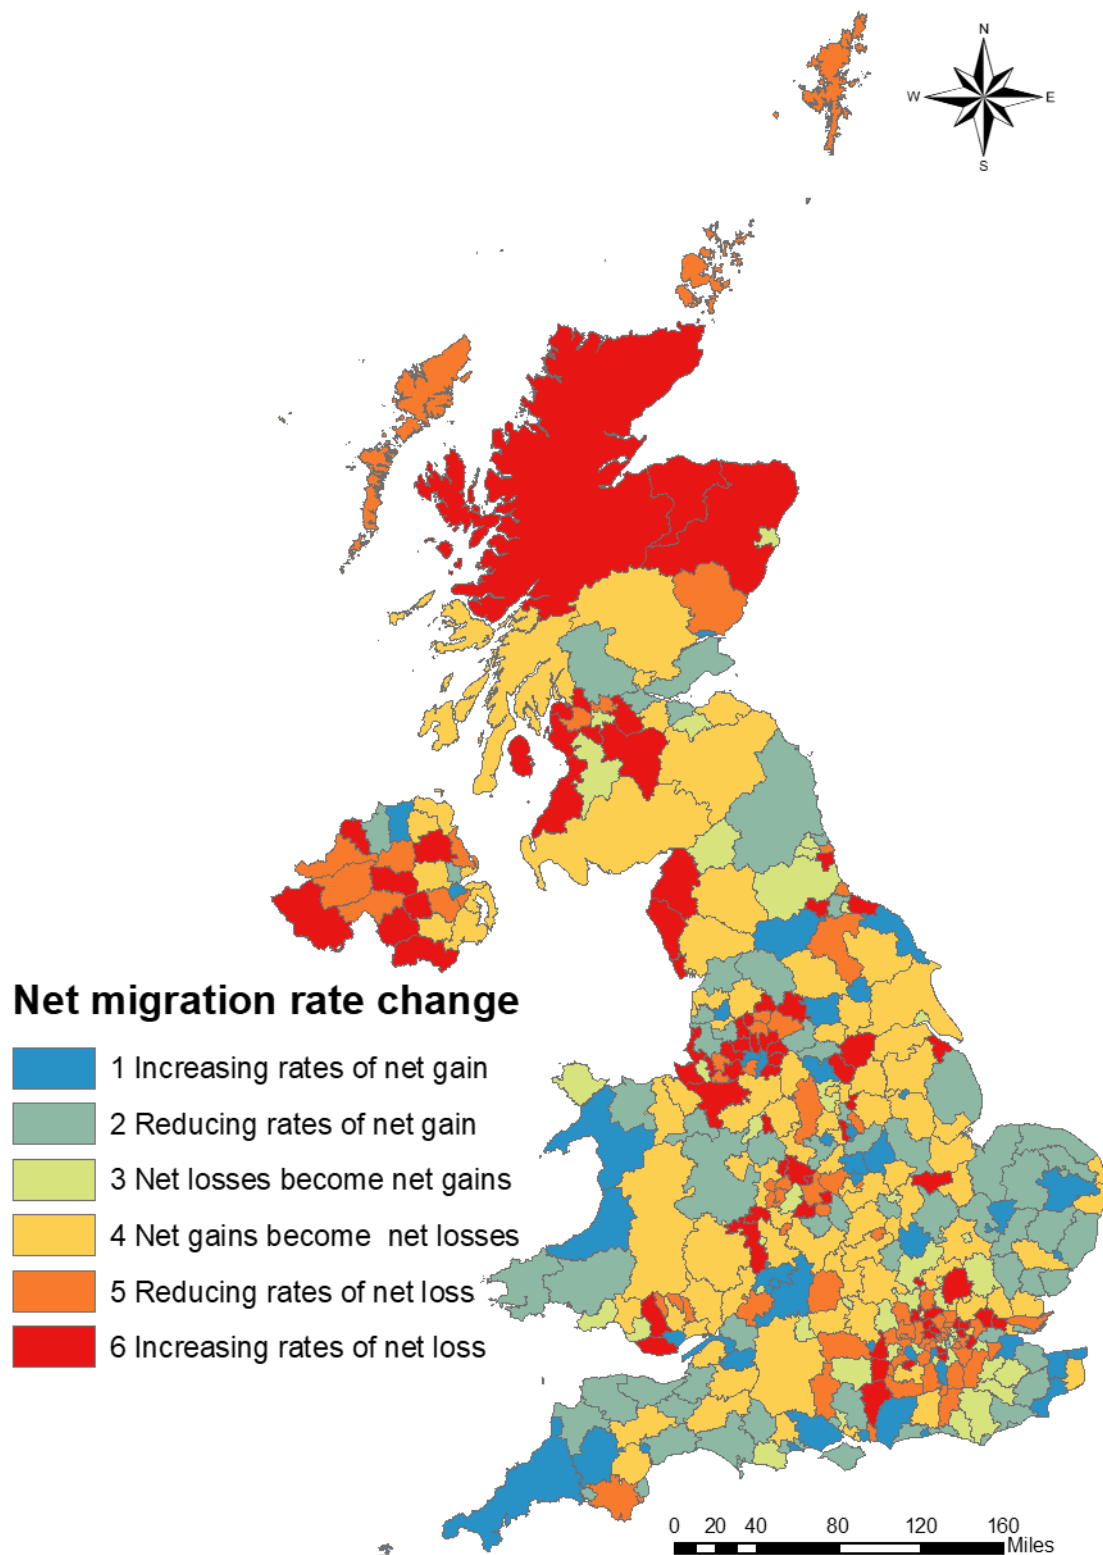 N
W E
S
Net migration rate change
1 Increasing rates of net gain
2 Reducing rates of net gain
3 Net losses become net gains
4 Net gains become net losses
5 Reducing rates of net loss
6 Increasing rates of net loss
0 20 40 80 120 160
Miles